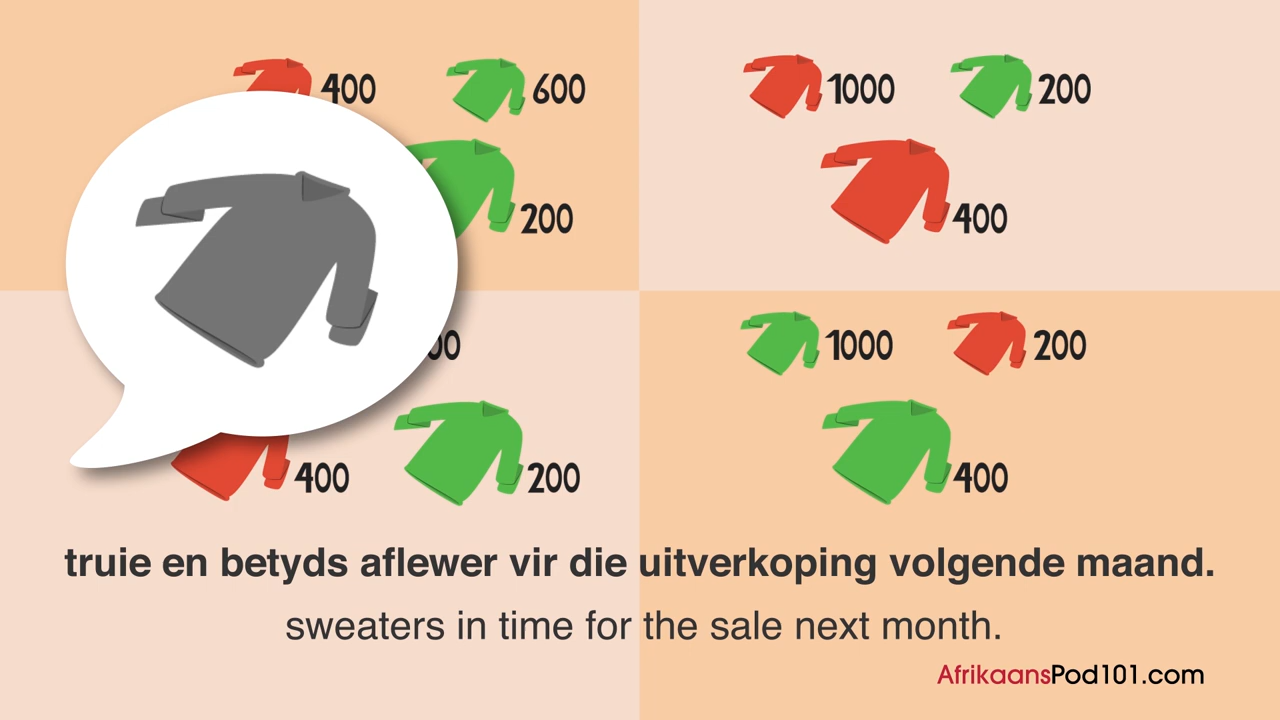 400 600 1000 200
200 400
1000 200
400 200 400
truie en betyds aflewer vir die uitverkoping volgende maand.
sweaters in time for the sale next month.
AfrikaansPod101.com